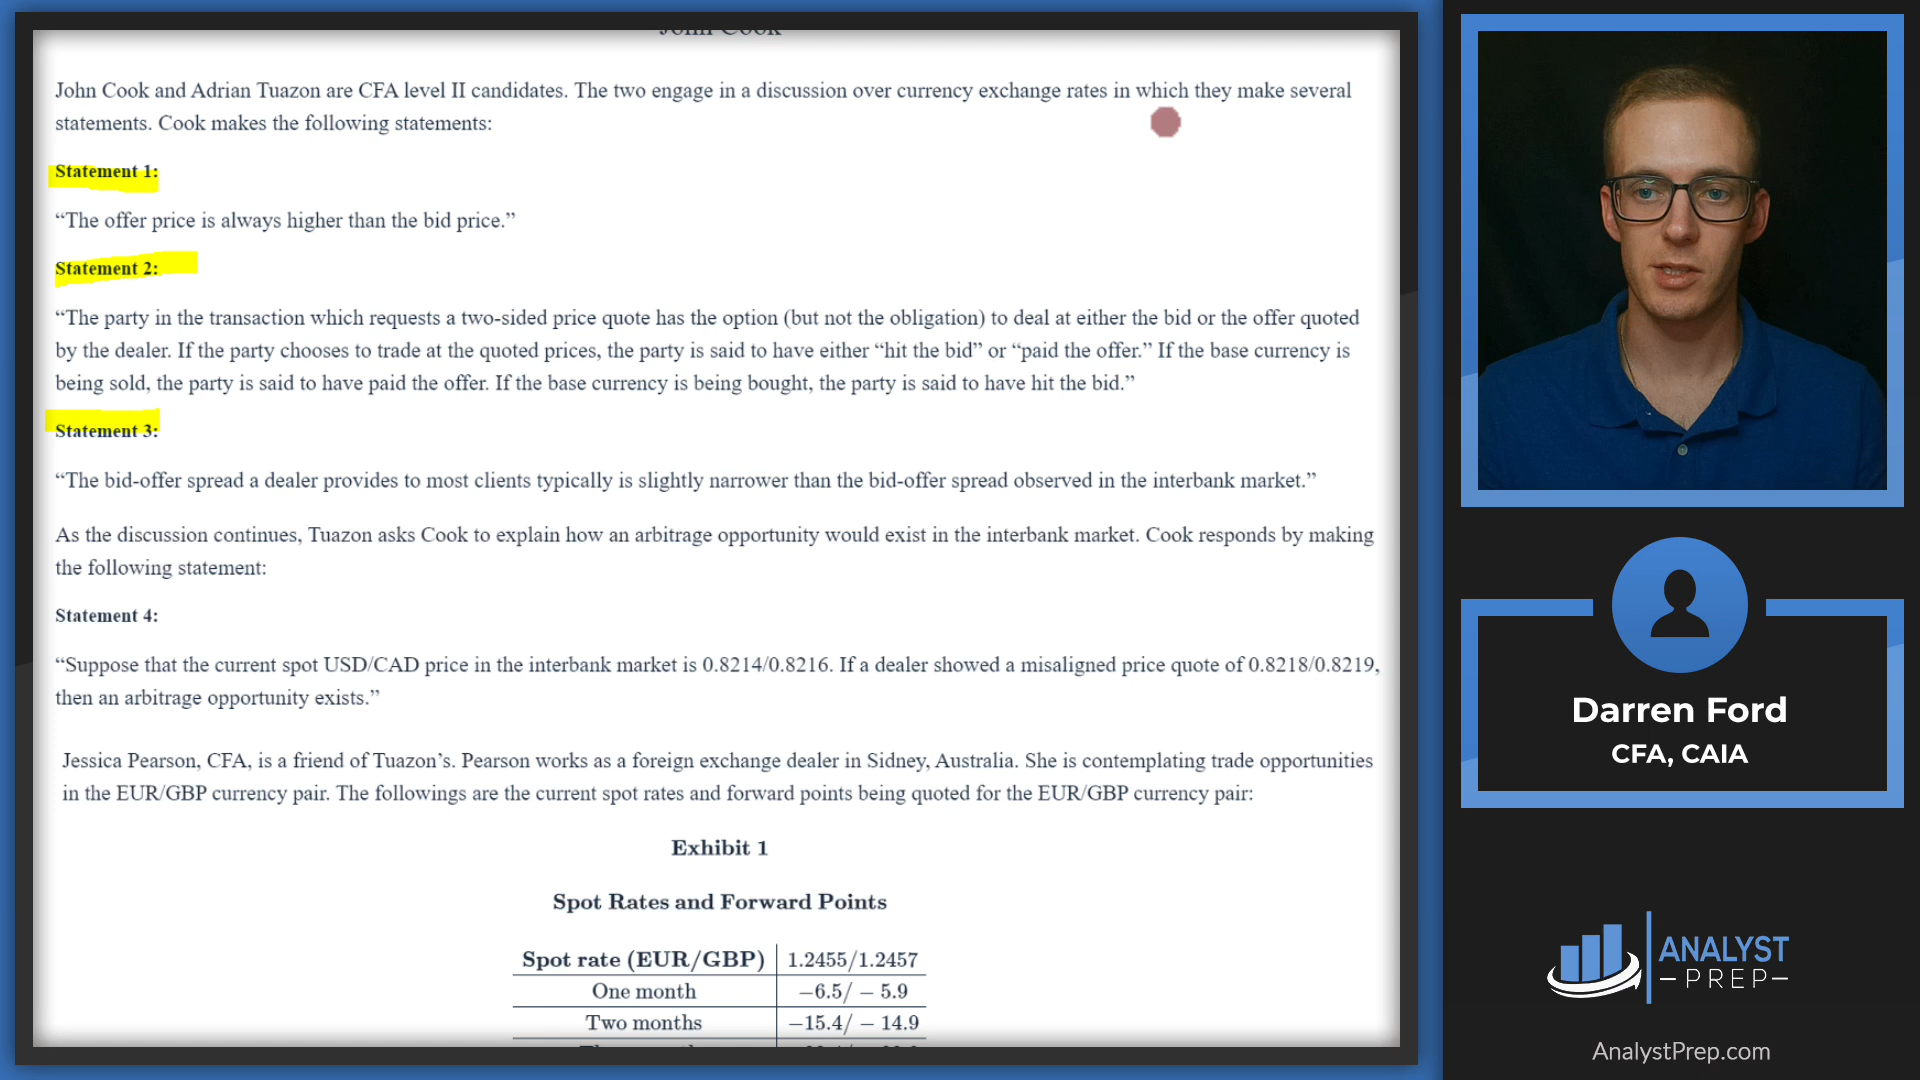 John Cook
John Cook and Adrian Tuazon are CFA level II candidates. The two engage in a discussion over currency exchange rates in which they make several
statements. Cook makes the following statements:
Statement 1:
“The offer price is always higher than the bid price.”
Statement 2:
“The party in the transaction which requests a two-sided price quote has the option (but not the obligation) to deal at either the bid or the offer quoted
by the dealer. If the party chooses to trade at the quoted prices, the party is said to have either “hit the bid” or “paid the offer.” If the base currency is
being sold, the party is said to have paid the offer. If the base currency is being bought, the party is said to have hit the bid.”
Statement 3:
“The bid-offer spread a dealer provides to most clients typically is slightly narrower than the bid-offer spread observed in the interbank market.”
As the discussion continues, Tuazon asks Cook to explain how an arbitrage opportunity would exist in the interbank market. Cook responds by making
the following statement:
Statement 4:
“Suppose that the current spot USD/CAD price in the interbank market is 0.8214/0.8216. If a dealer showed a misaligned price quote of 0.8218/0.8219,
then an arbitrage opportunity exists.”
Jessica Pearson, CFA, is a friend of Tuazon’s. Pearson works as a foreign exchange dealer in Sidney, Australia. She is contemplating trade opportunities
in the EUR/GBP currency pair. The followings are the current spot rates and forward points being quoted for the EUR/GBP currency pair:
Exhibit 1
Spot Rates and Forward Points
Spot rate (EUR/GBP) 1.2455/1.2457
One month −6.5/ − 5.9
Two months −15.4/ − 14.9
Darren Ford
CFA, CAIA
ANALYST
– PREP –
AnalystPrep.com